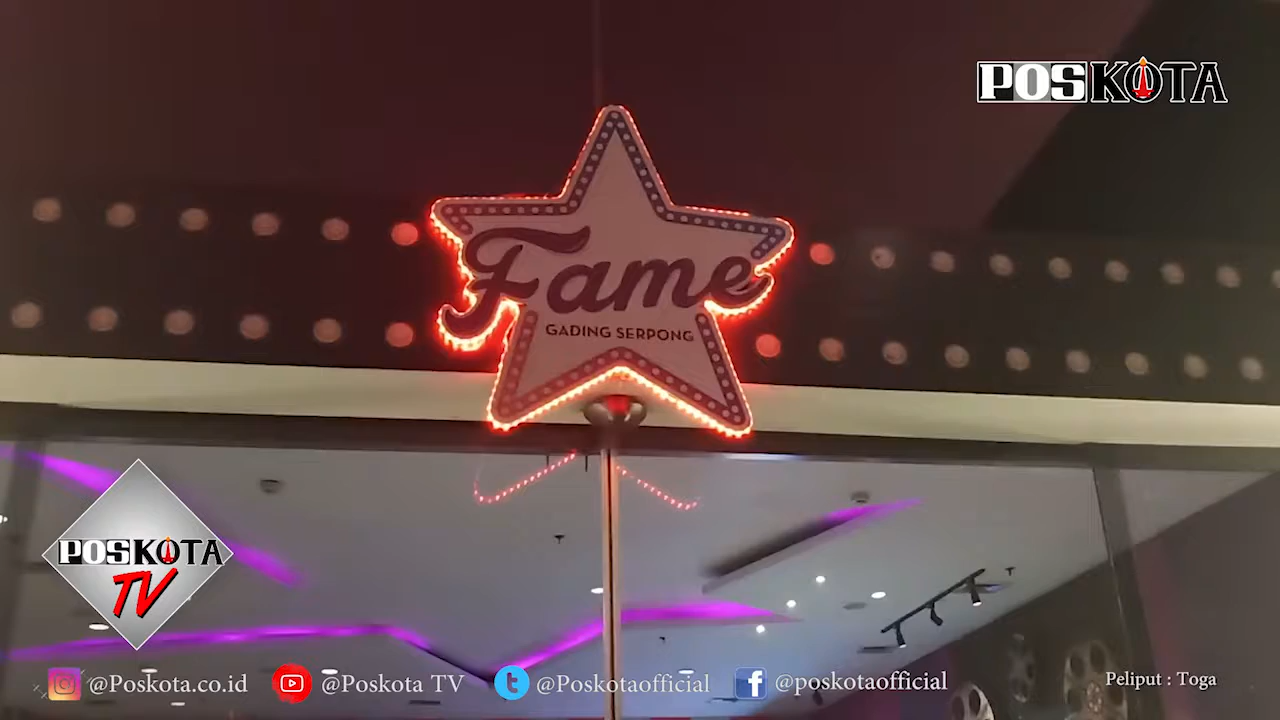 POSKOTA
Fame
GADING SERPONG
POSKOTA
TV
@Poskota.co.id
@Poskota TV
@Poskotaofficial
@poskotaofficial
Peliput : Toga